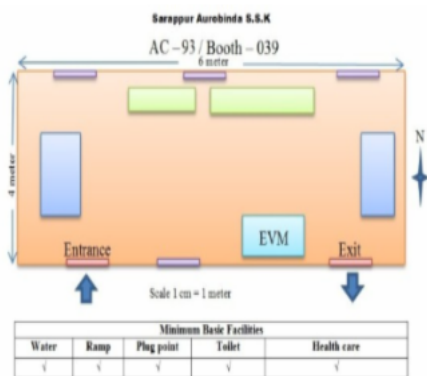 Sarappur Aurobinda S.S.K
AC – 93 / Booth – 039
6 meter
4 meter
N
EVM
Entrance
Exit
Scale 1 cm = 1 meter
Minimum Basic Facilities
Water Ramp Plug point Toilet Health care
√ √ √ √ √